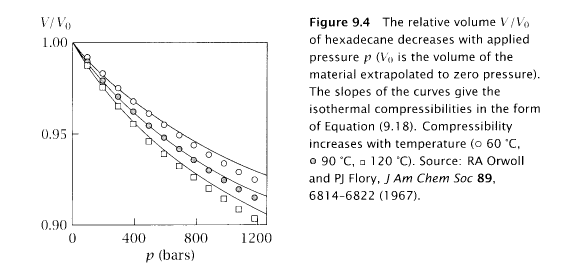 V/V₀
1.00
0.95
0.90
0
400
800
1200
p (bars)
Figure 9.4 The relative volume V/V₀
of hexadecane decreases with applied
pressure p (V₀ is the volume of the
material extrapolated to zero pressure).
The slopes of the curves give the
isothermal compressibilities in the form
of Equation (9.18). Compressibility
increases with temperature (○ 60 °C,
◍ 90 °C, □ 120 °C). Source: RA Orwoll
and PJ Flory, J Am Chem Soc 89,
6814–6822 (1967).